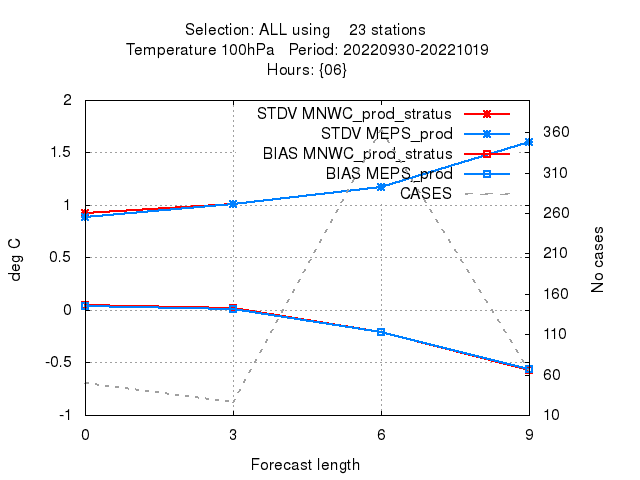 Selection: ALL using 23 stations
Temperature 100hPa Period: 20220930-20221019
Hours: {06}
STDV MNWC_prod_stratus
STDV MEPS_prod
BIAS MNWC_prod_stratus
BIAS MEPS_prod
CASES
2
1.5
1
0.5
0
-0.5
-1
deg C
360
310
260
210
160
110
60
10
No cases
0 3 6 9
Forecast length